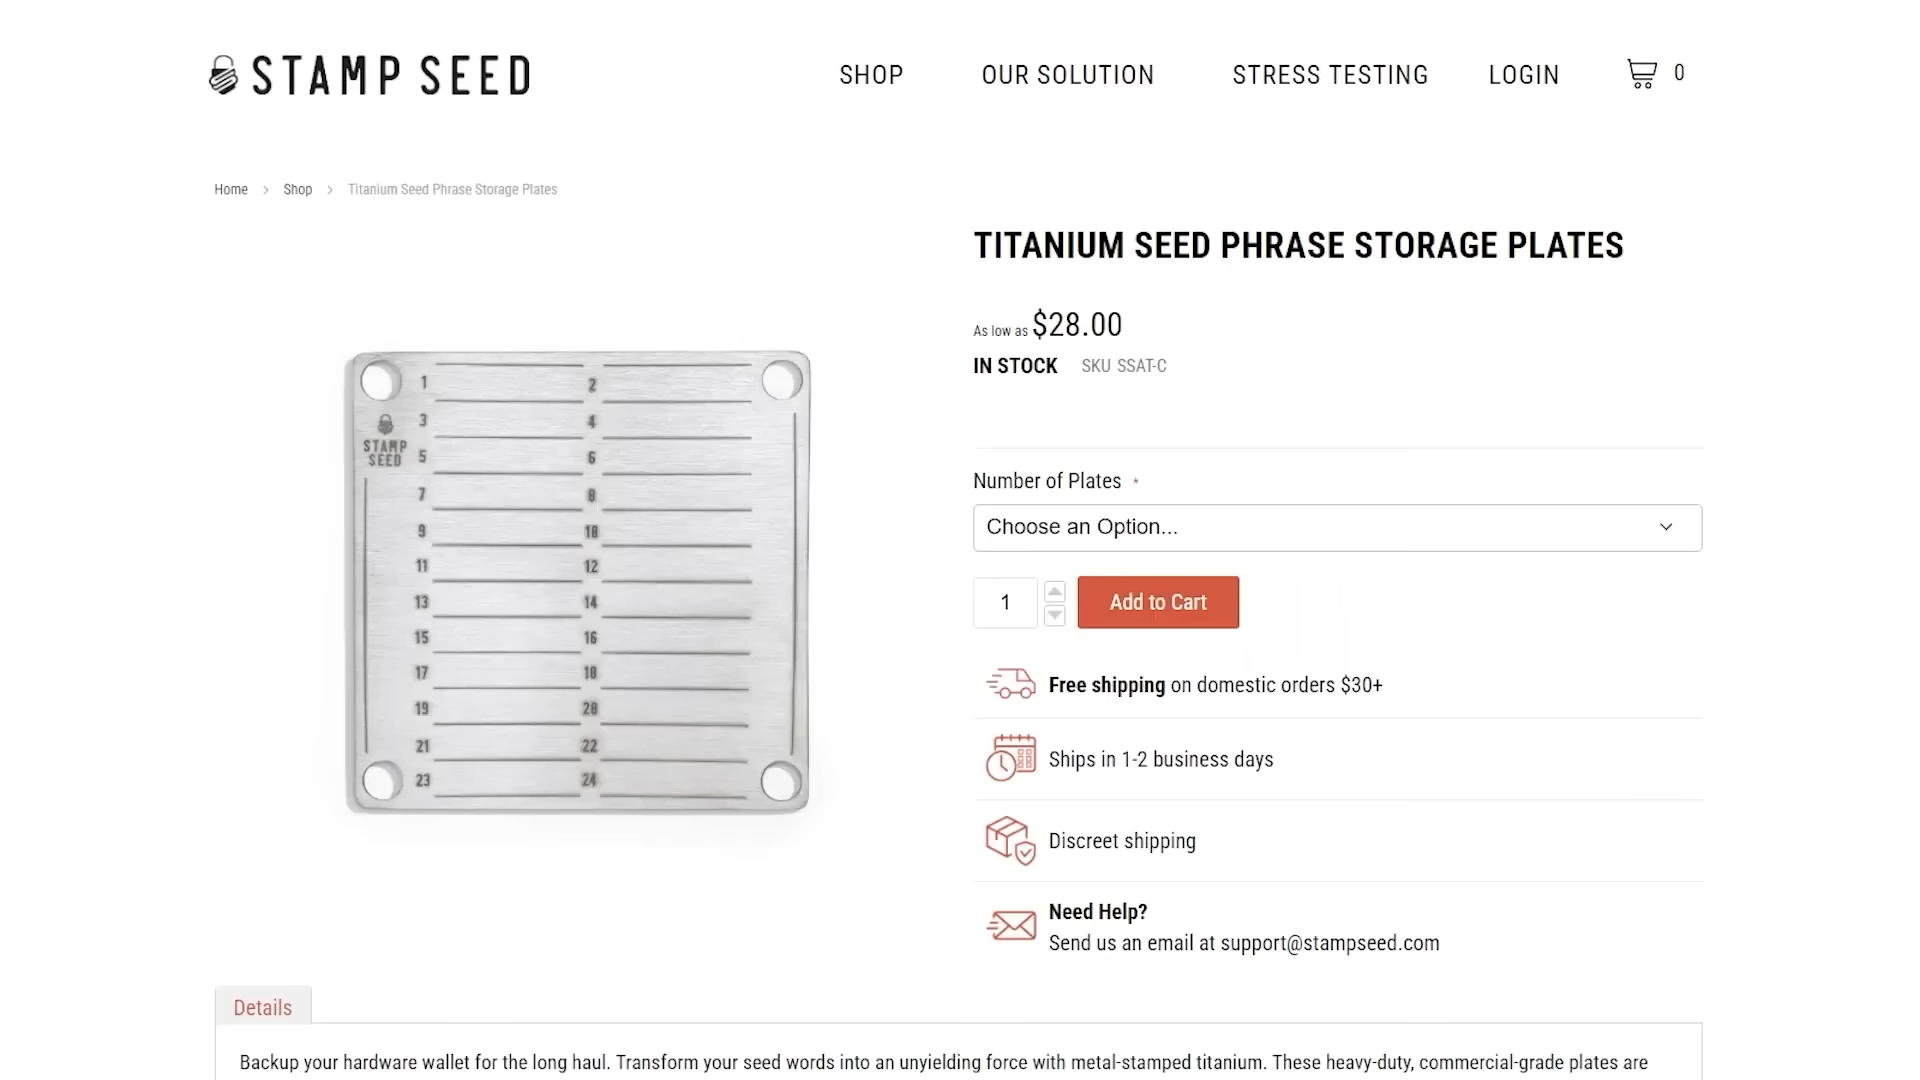 STAMP SEED
SHOP
OUR SOLUTION
STRESS TESTING
LOGIN
0
Home > Shop > Titanium Seed Phrase Storage Plates
TITANIUM SEED PHRASE STORAGE PLATES
As low as $28.00
IN STOCK SKU SSAT-C
Number of Plates *
Choose an Option...
1
Add to Cart
Free shipping on domestic orders $30+
Ships in 1-2 business days
Discreet shipping
Need Help?
Send us an email at support@stampseed.com
STAMP
SEED
1 2
3 4
5 6
7 8
9 10
11 12
13 14
15 16
17 18
19 20
21 22
23 24
Details
Backup your hardware wallet for the long haul. Transform your seed words into an unyielding force with metal-stamped titanium. These heavy-duty, commercial-grade plates are